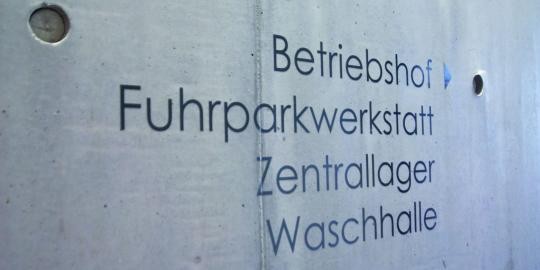 Betriebshof
Fuhrparkwerkstatt
Zentrallager
Waschhalle